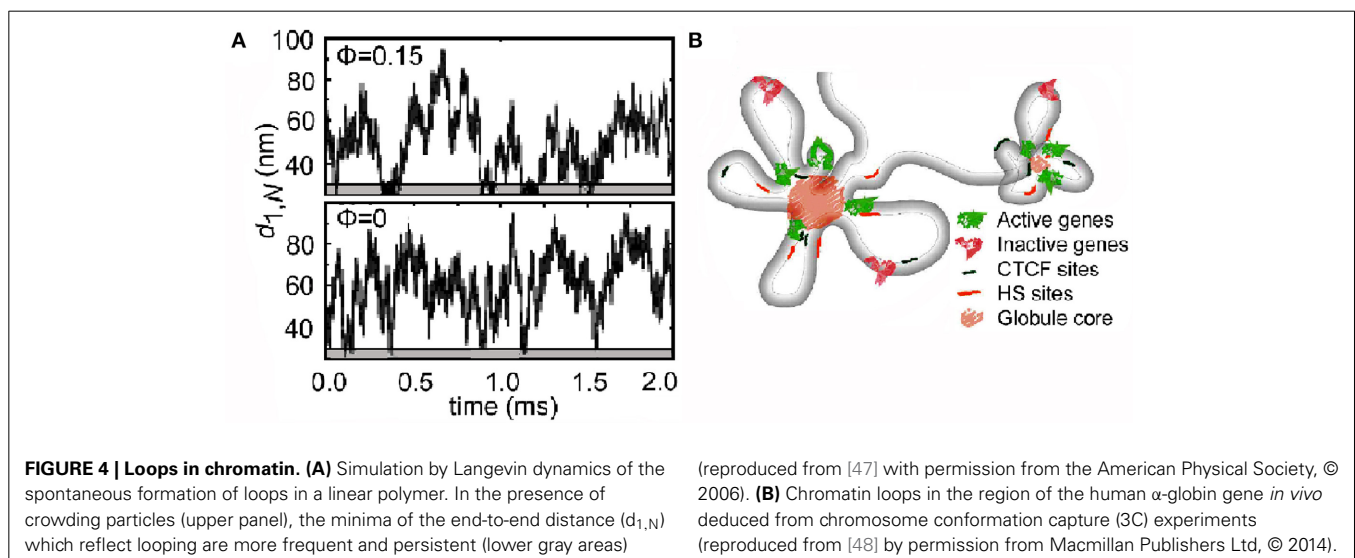 A
B
100
80
60
40
Φ=0.15
d1,N (nm)
80
60
40
Φ=0
0.0 0.5 1.0 1.5 2.0
time (ms)
Active genes
Inactive genes
CTCF sites
HS sites
Globule core
FIGURE 4 | Loops in chromatin. (A) Simulation by Langevin dynamics of the
spontaneous formation of loops in a linear polymer. In the presence of
crowding particles (upper panel), the minima of the end-to-end distance (d1,N)
which reflect looping are more frequent and persistent (lower gray areas)
(reproduced from [47] with permission from the American Physical Society, ©
2006). (B) Chromatin loops in the region of the human α-globin gene in vivo
deduced from chromosome conformation capture (3C) experiments
(reproduced from [48] by permission from Macmillan Publishers Ltd, © 2014).